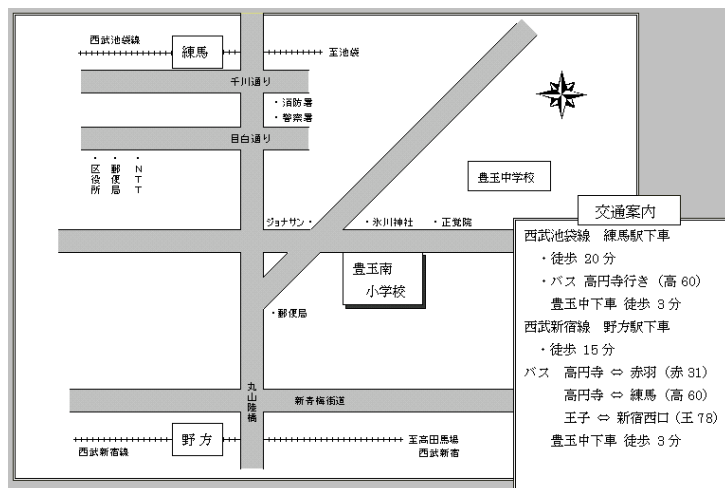 西武池袋線
練馬
至池袋
千川通り
・消防署
・警察署
目白通り
・区役所
・郵便局
・NTT
豊玉中学校
ジョナサン・
・氷川神社
・正覚院
豊玉南
小学校
・郵便局
丸山陸橋
新青梅街道
野方
西武新宿線
至高田馬場
西武新宿
交通案内
西武池袋線 練馬駅下車
・徒歩 20 分
・バス 高円寺行き (高 60)
豊玉中下車 徒歩 3 分
西武新宿線 野方駅下車
・徒歩 15 分
バス 高円寺 ⇔ 赤羽 (赤 31)
高円寺 ⇔ 練馬 (高 60)
王子 ⇔ 新宿西口 (王 78)
豊玉中下車 徒歩 3 分